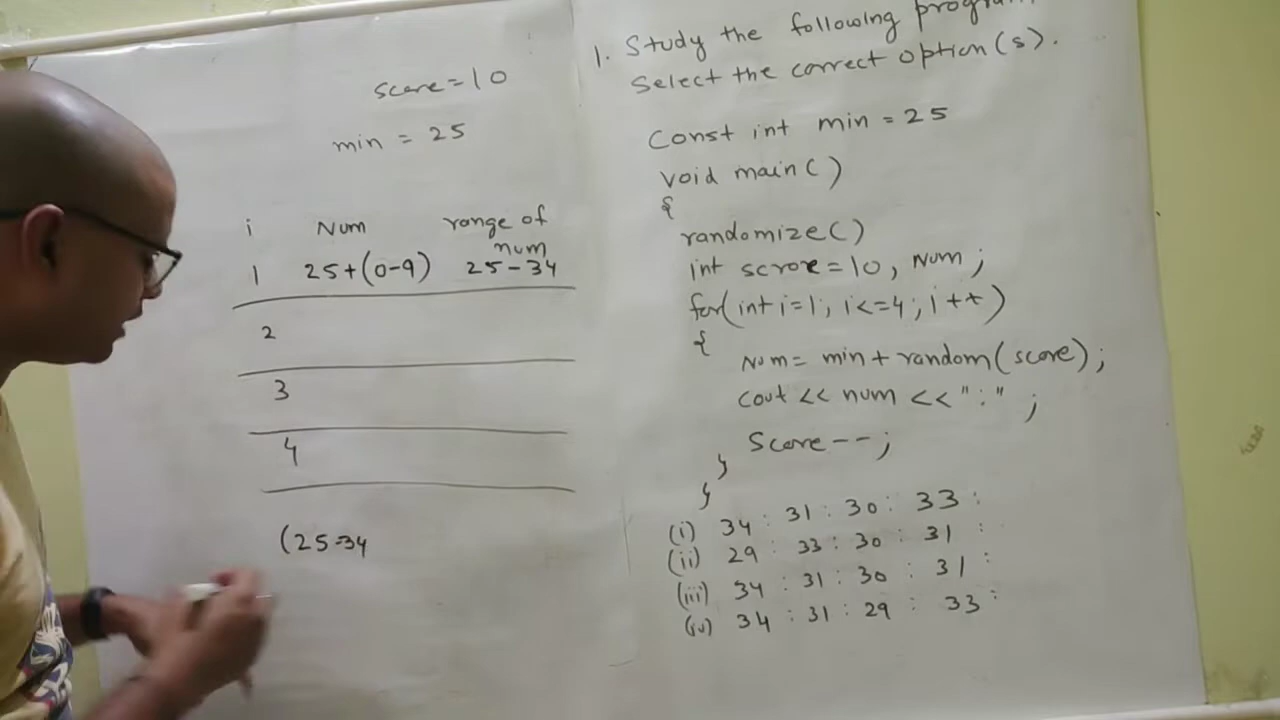 score=10
min = 25
i Num range of num
1 25+(0-9) 25-34
2
3
4
(25-34
1. Study the following program
Select the correct option(s).
Const int min = 25
void main()
{
randomize()
int scrore=10, Num;
for(int i=1; i<=4; i++)
{
Num= min+random(score);
cout << num <<":" ;
Score--;
}
}
(i) 34 : 31 : 30 : 33 :
(ii) 29 : 33 : 30 : 31 :
(iii) 34 : 31 : 30 : 31 :
(iv) 34 : 31 : 29 : 33 :